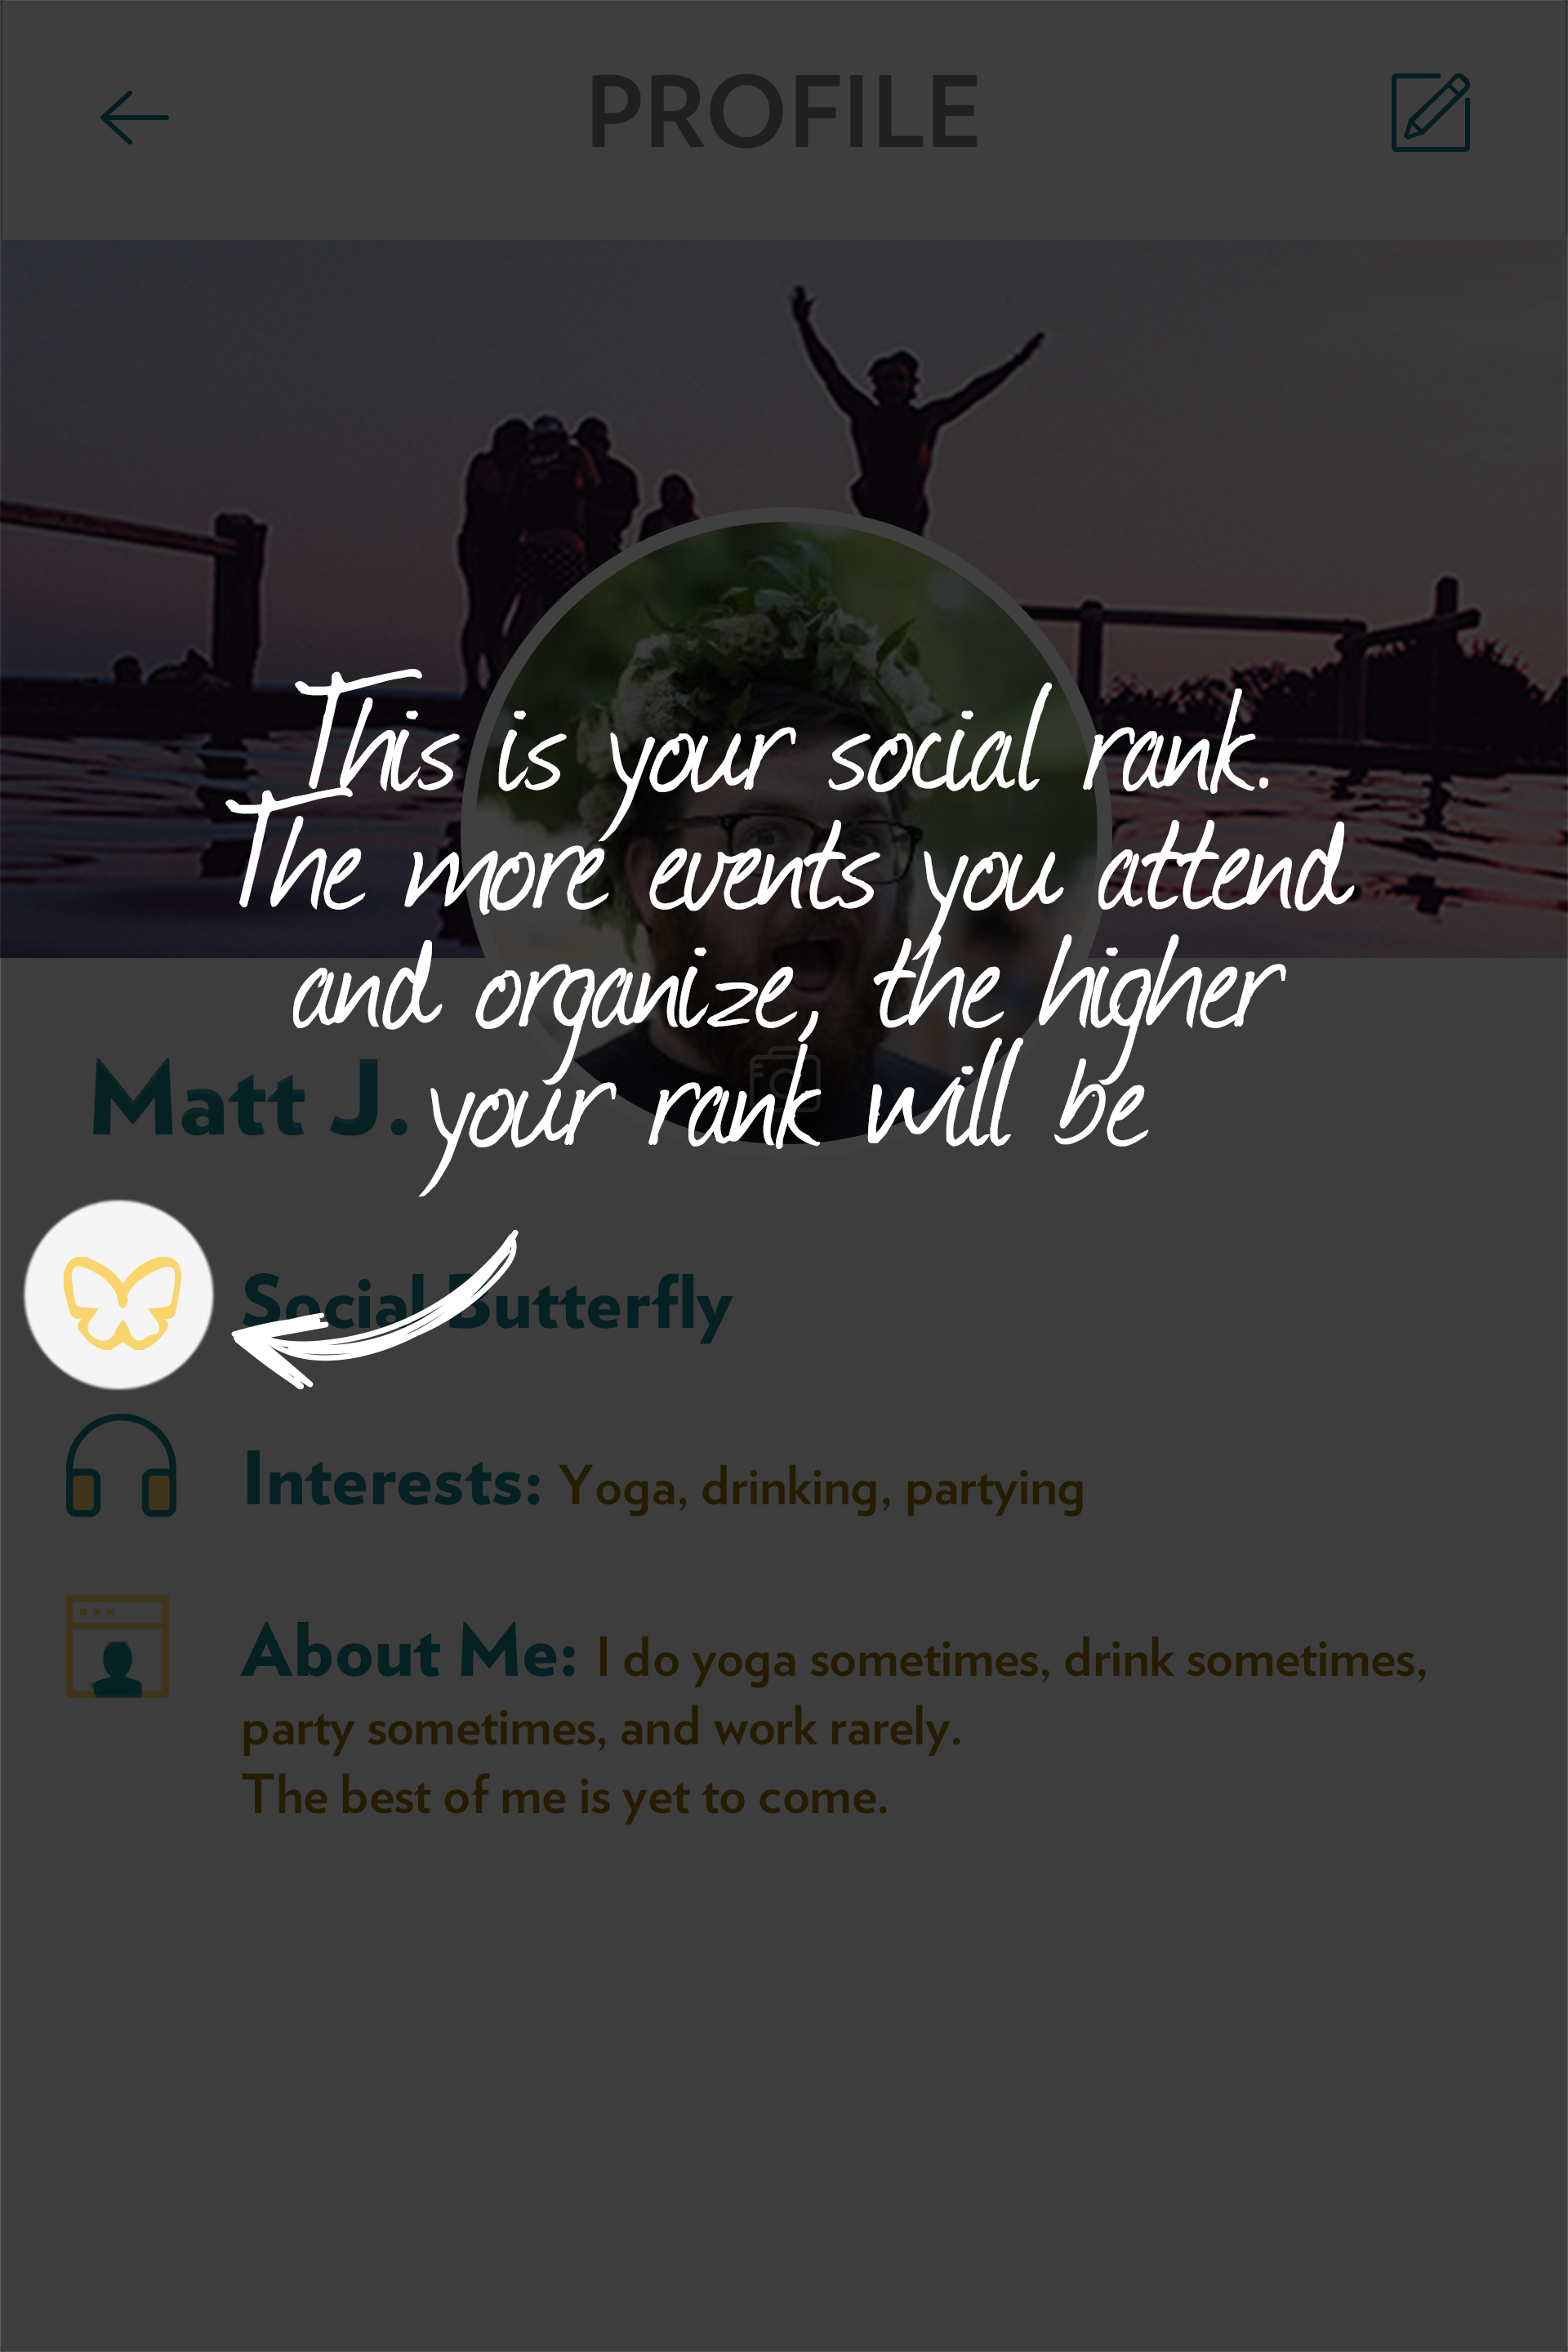 PROFILE
This is your social rank.
The more events you attend
and organize, the higher
your rank will be
Matt J.
Social Butterfly
Interests: Yoga, drinking, partying
About Me: I do yoga sometimes, drink sometimes,
party sometimes, and work rarely.
The best of me is yet to come.